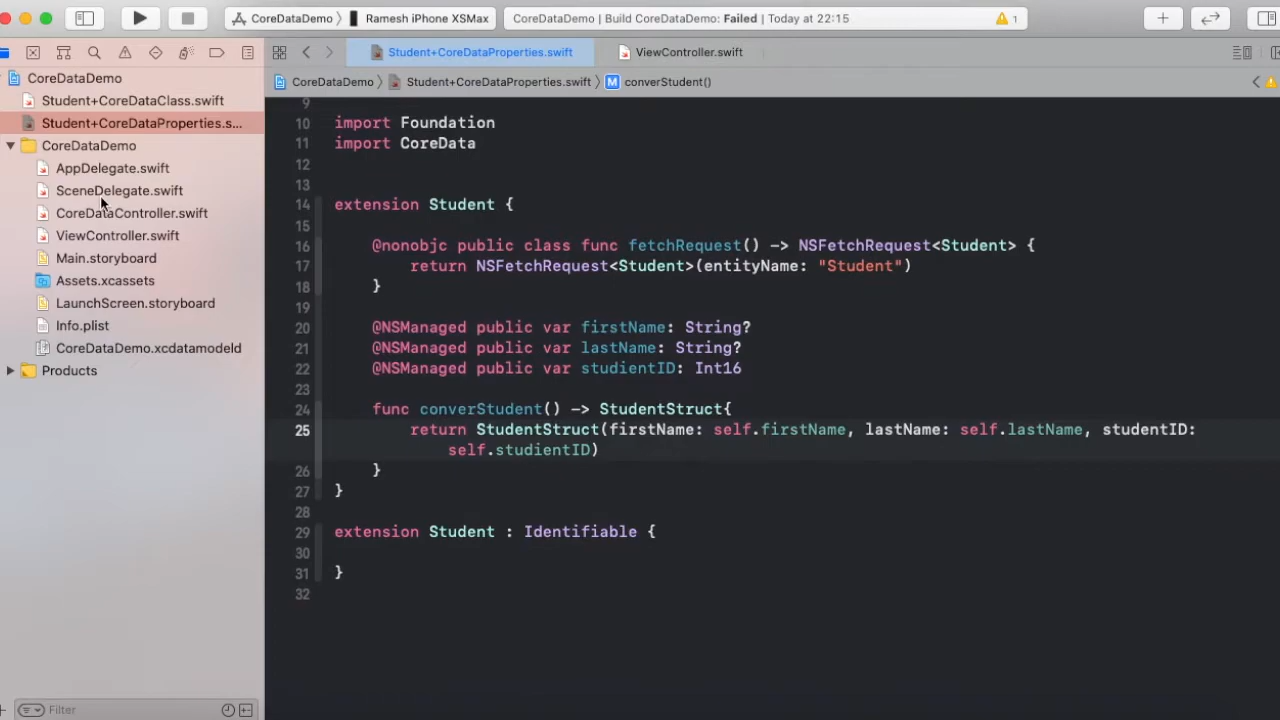 CoreDataDemo
Ramesh iPhone XSMax
CoreDataDemo | Build CoreDataDemo: Failed | Today at 22:15
1
Student+CoreDataProperties.swift
ViewController.swift
CoreDataDemo
Student+CoreDataProperties.swift
M
converStudent()
CoreDataDemo
Student+CoreDataClass.swift
Student+CoreDataProperties.s...
CoreDataDemo
AppDelegate.swift
SceneDelegate.swift
CoreDataController.swift
ViewController.swift
Main.storyboard
Assets.xcassets
LaunchScreen.storyboard
Info.plist
CoreDataDemo.xcdatamodeld
Products
Filter
9
10 import Foundation
11 import CoreData
12
13
14 extension Student {
15
16 @nonobjc public class func fetchRequest() -> NSFetchRequest<Student> {
17 return NSFetchRequest<Student>(entityName: "Student")
18 }
19
20 @NSManaged public var firstName: String?
21 @NSManaged public var lastName: String?
22 @NSManaged public var studientID: Int16
23
24 func converStudent() -> StudentStruct{
25 return StudentStruct(firstName: self.firstName, lastName: self.lastName, studentID:
self.studientID)
26 }
27 }
28
29 extension Student : Identifiable {
30
31 }
32